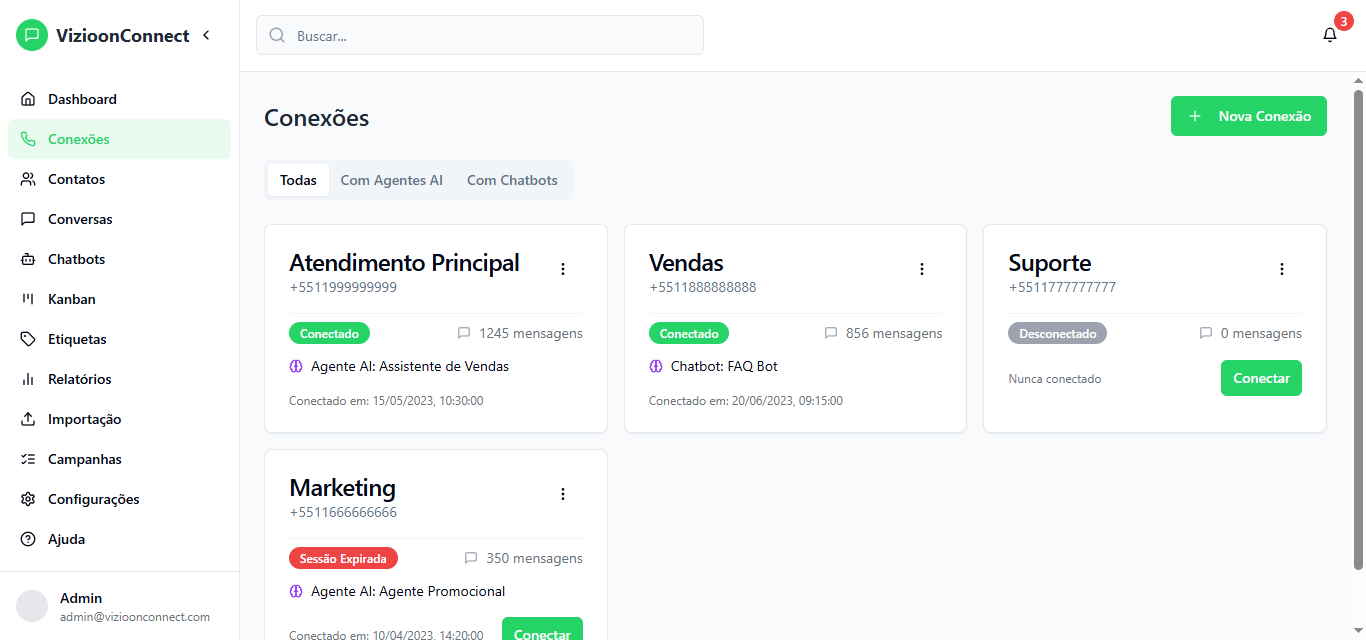 VizioonConnect
Buscar...
3
Dashboard
Conexões
Contatos
Conversas
Chatbots
Kanban
Etiquetas
Relatórios
Importação
Campanhas
Configurações
Ajuda
Admin
admin@vizioonconnect.com
Conexões
Nova Conexão
Todas
Com Agentes AI
Com Chatbots
Atendimento Principal
+5511999999999
Conectado
1245 mensagens
Agente AI: Assistente de Vendas
Conectado em: 15/05/2023, 10:30:00
Vendas
+5511888888888
Conectado
856 mensagens
Chatbot: FAQ Bot
Conectado em: 20/06/2023, 09:15:00
Suporte
+5511777777777
Desconectado
0 mensagens
Nunca conectado
Conectar
Marketing
+5511666666666
Sessão Expirada
350 mensagens
Agente AI: Agente Promocional
Conectado em: 10/04/2023, 14:20:00
Conectar